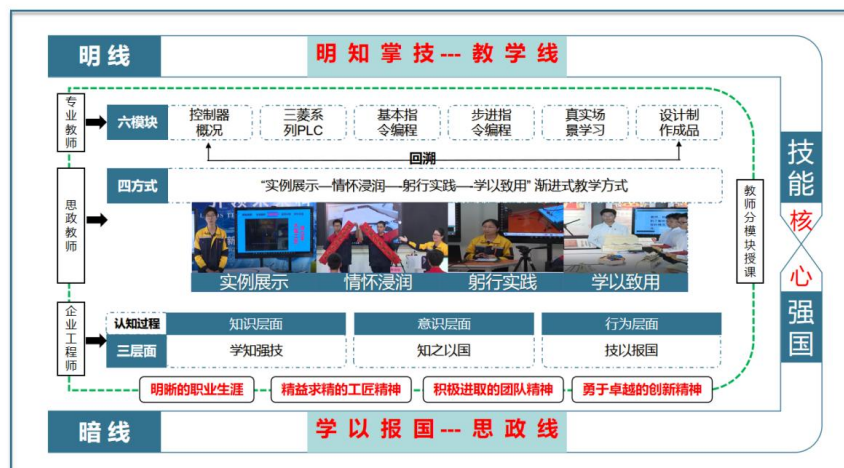 明线
明知掌技---教学线
专业教师
六模块
控制器
概况
三菱系
列PLC
基本指
令编程
步进指
令编程
真实场
景学习
设计制
作成品
回溯
思政教师
四方式
“实例展示—情怀浸润—躬行实践—学以致用” 渐进式教学方式
实例展示
情怀浸润
躬行实践
学以致用
企业工程师
认知过程
知识层面
意识层面
行为层面
三层面
学知强技
知之以国
技以报国
教师分模块授课
技能
核
心
强国
明晰的职业生涯
精益求精的工匠精神
积极进取的团队精神
勇于卓越的创新精神
暗线
学以报国---思政线